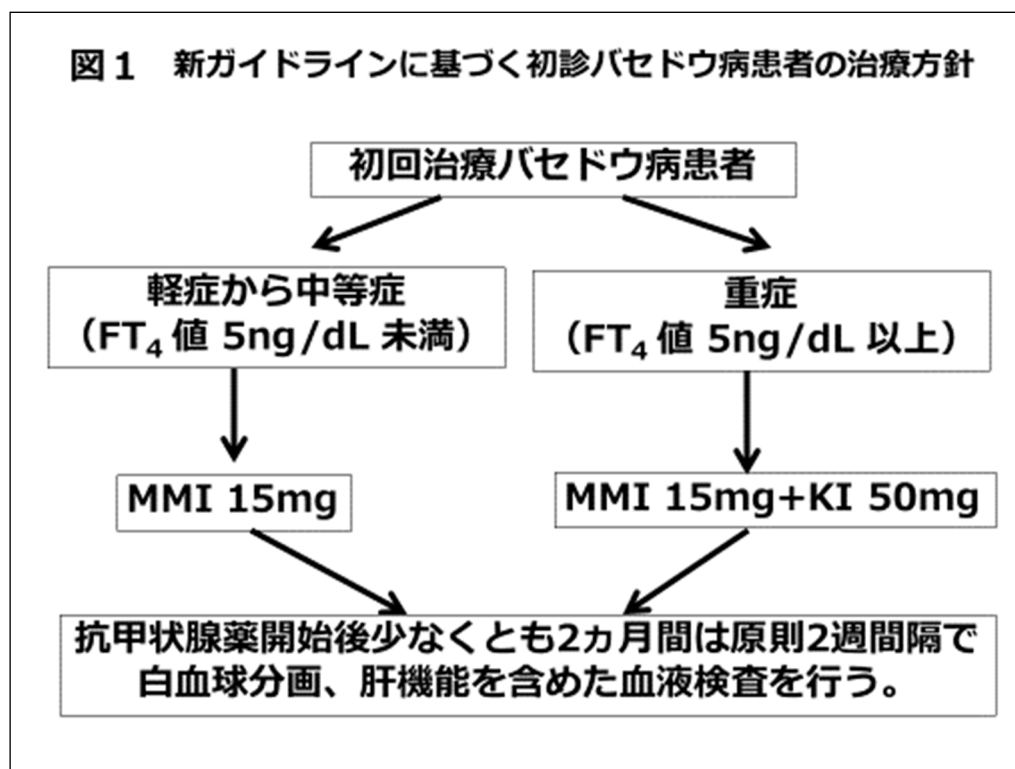 図1 新ガイドラインに基づく初診バセドウ病患者の治療方針
初回治療バセドウ病患者
軽症から中等症
（FT₄ 値 5ng/dL 未満）
重症
（FT₄ 値 5ng/dL 以上）
MMI 15mg
MMI 15mg+KI 50mg
抗甲状腺薬開始後少なくとも2ヵ月間は原則2週間隔で
白血球分画、肝機能を含めた血液検査を行う。